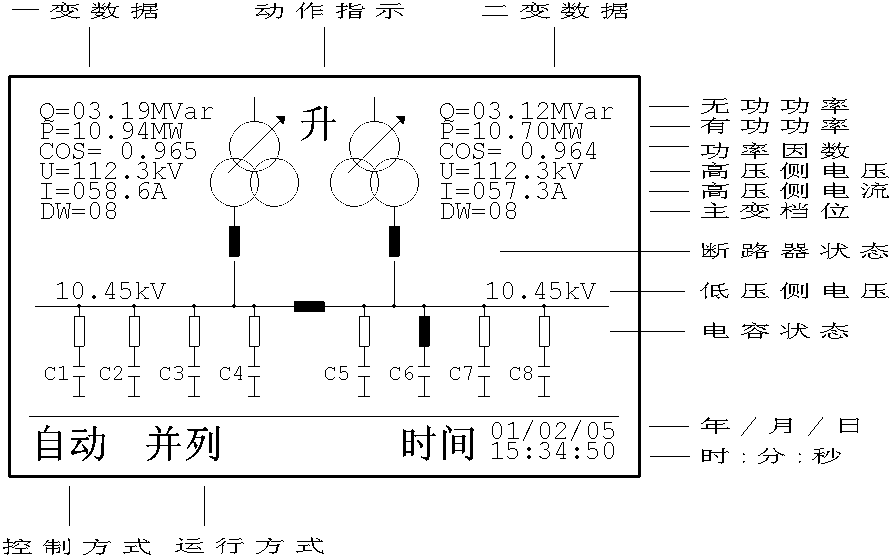 一变数据 动作指示 二变数据
Q=03.19MVar 升 Q=03.12MVar 无功功率
P=10.94MW P=10.70MW 有功功率
COS= 0.965 COS= 0.964 功率因数
U=112.3kV U=112.3kV 高压侧电压
I=058.6A I=057.3A 高压侧电流
DW=08 DW=08 主变档位
断路器状态
10.45kV 10.45kV 低压侧电压
电容状态
C1 C2 C3 C4 C5 C6 C7 C8
自动 并列 时间 01/02/05 年/月/日
15:34:50 时:分:秒
控制方式 运行方式